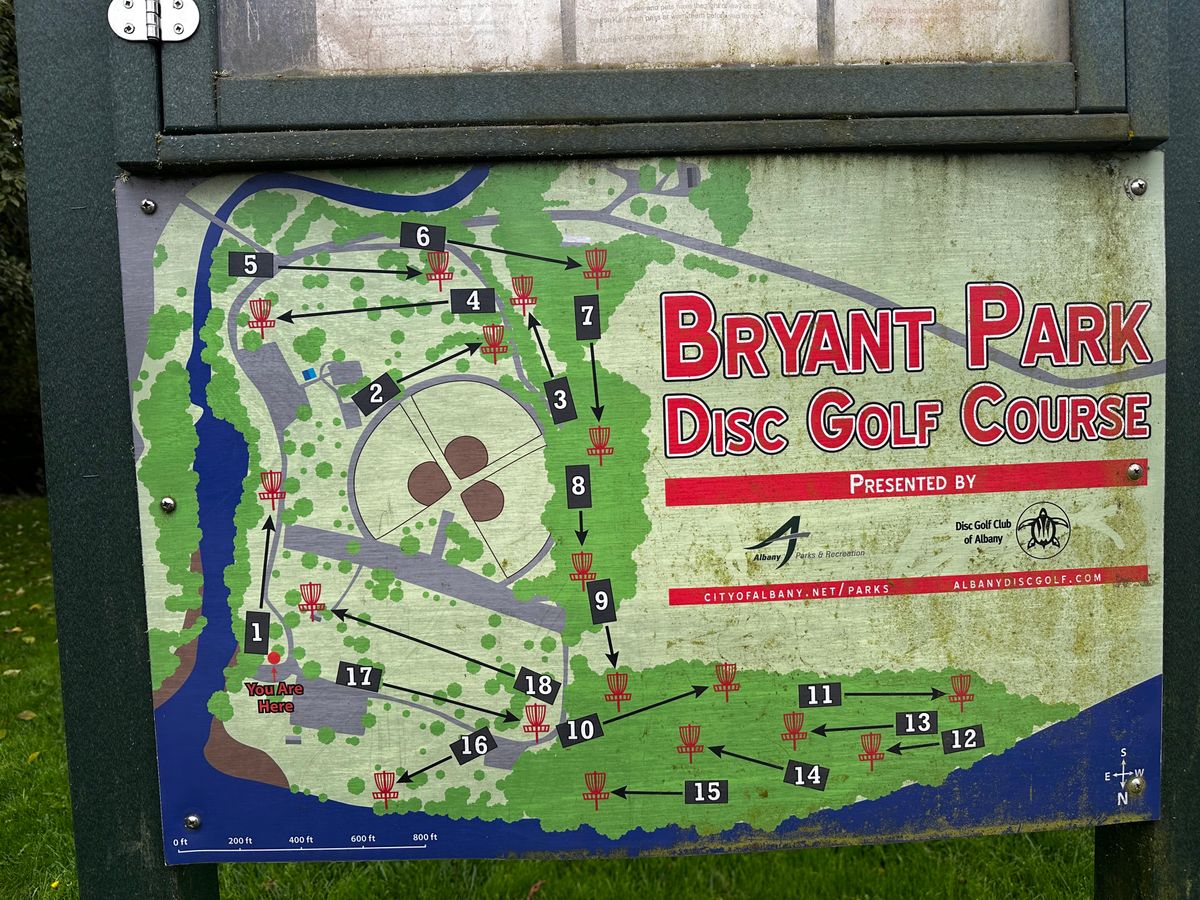 6
5
4
7
2
3
8
9
1
You Are
Here
17
18
10
16
11
13
12
14
15
BRYANT PARK
DISC GOLF COURSE
PRESENTED BY
Albany Parks & Recreation
Disc Golf Club
of Albany
CITYOFALBANY.NET/PARKS ALBANYDISCGOLF.COM
S
E W
N
0 ft 200 ft 400 ft 600 ft 800 ft